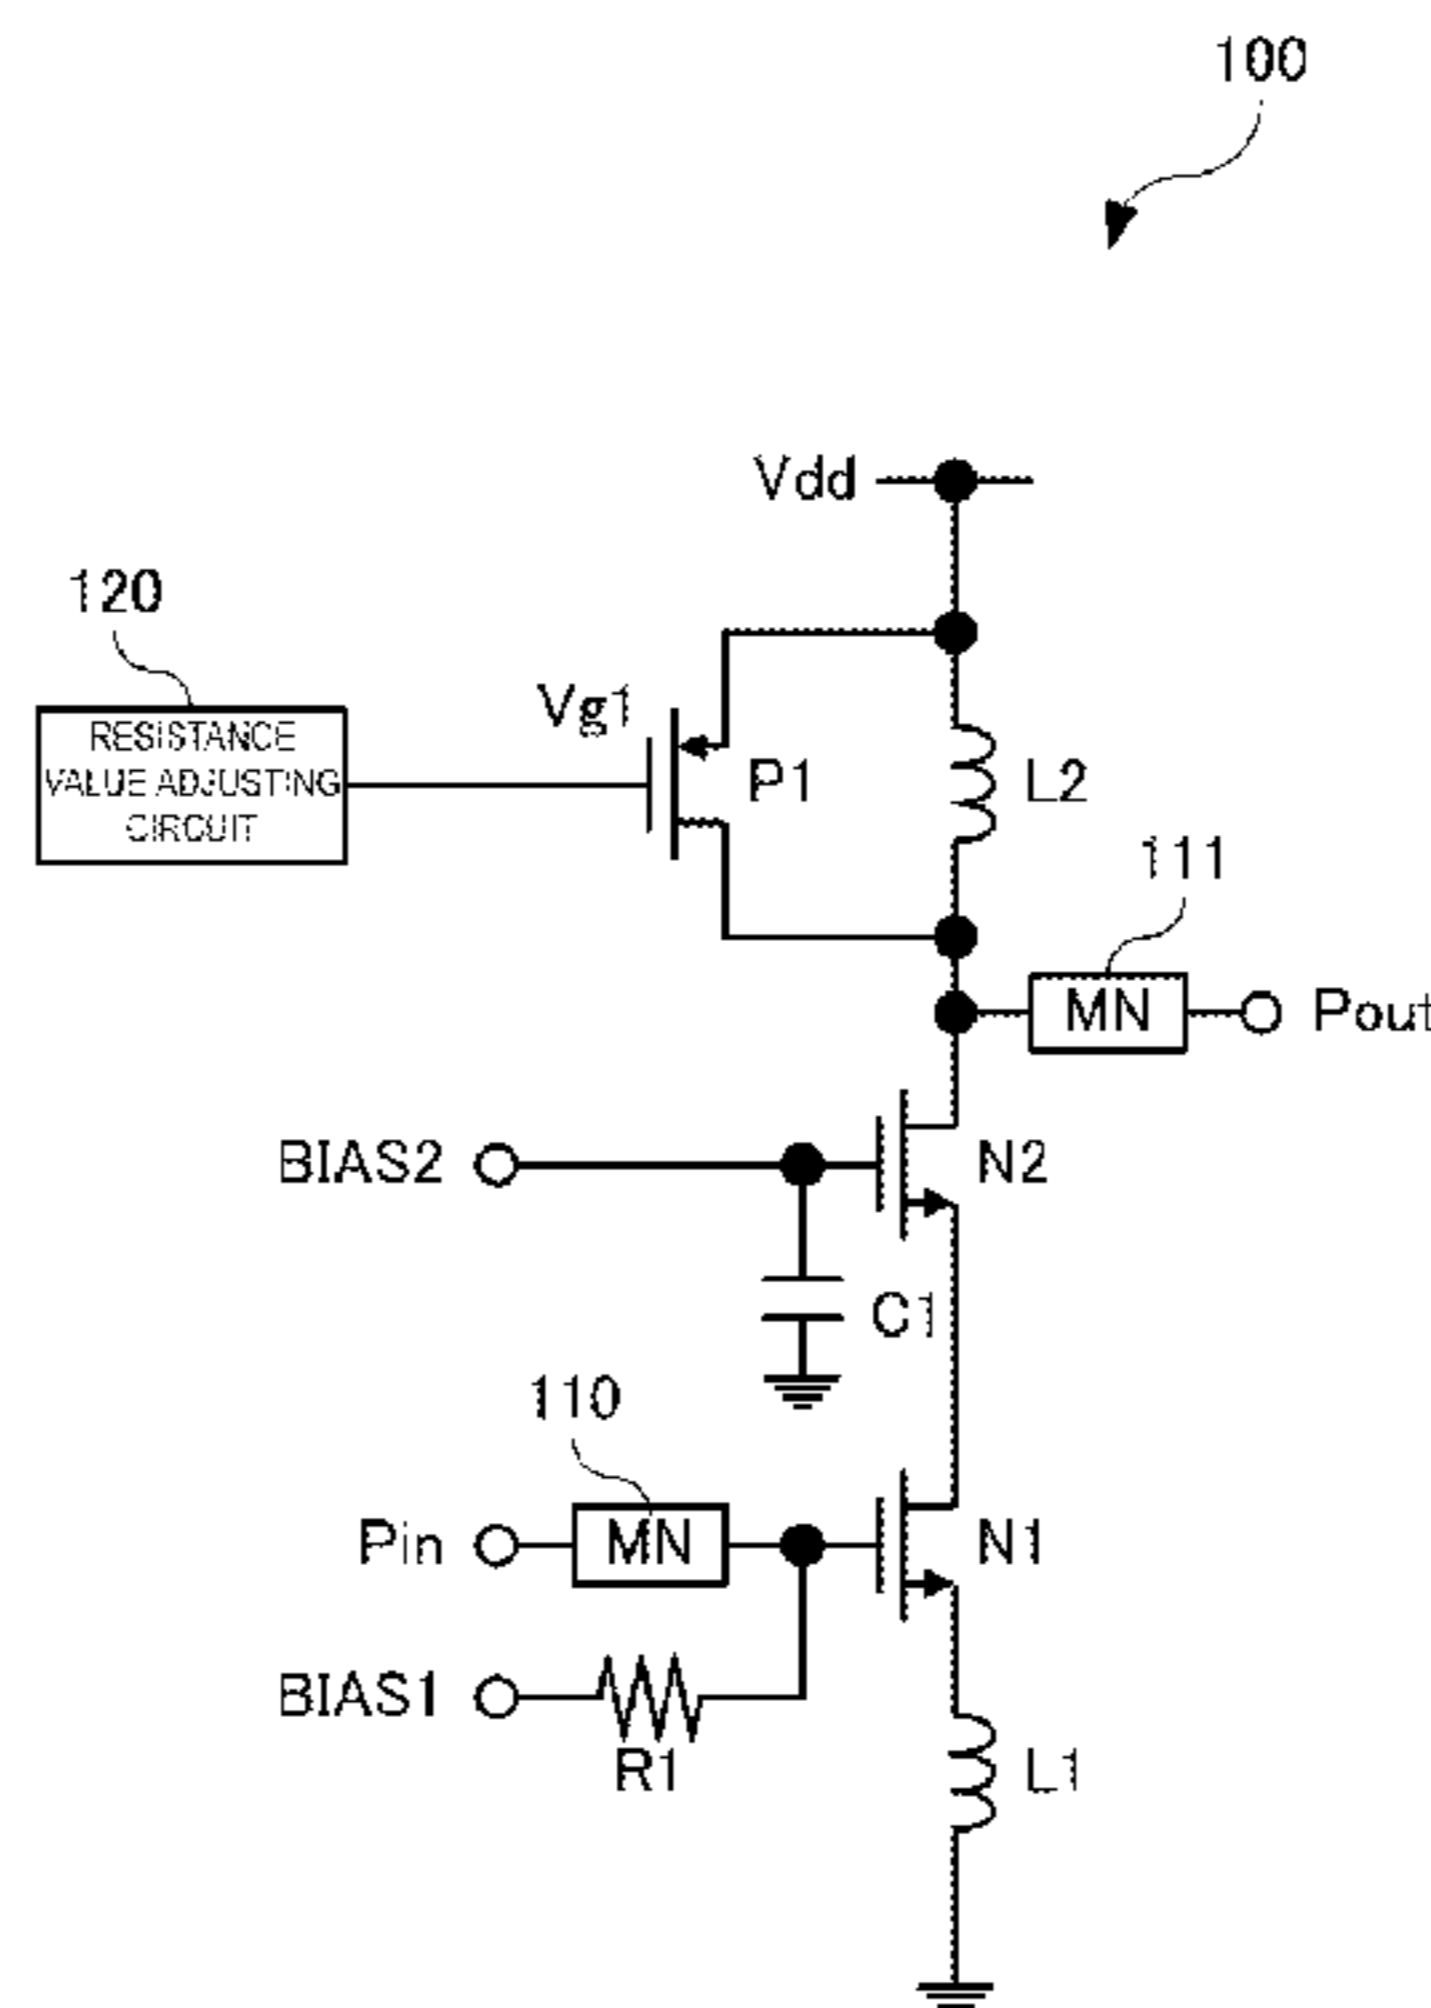 100
Vdd
120
Vg1
RESISTANCE
VALUE ADJUSTING
CIRCUIT
P1
L2
111
MN
Pout
BIAS2
N2
C1
110
Pin
MN
N1
BIAS1
R1
L1